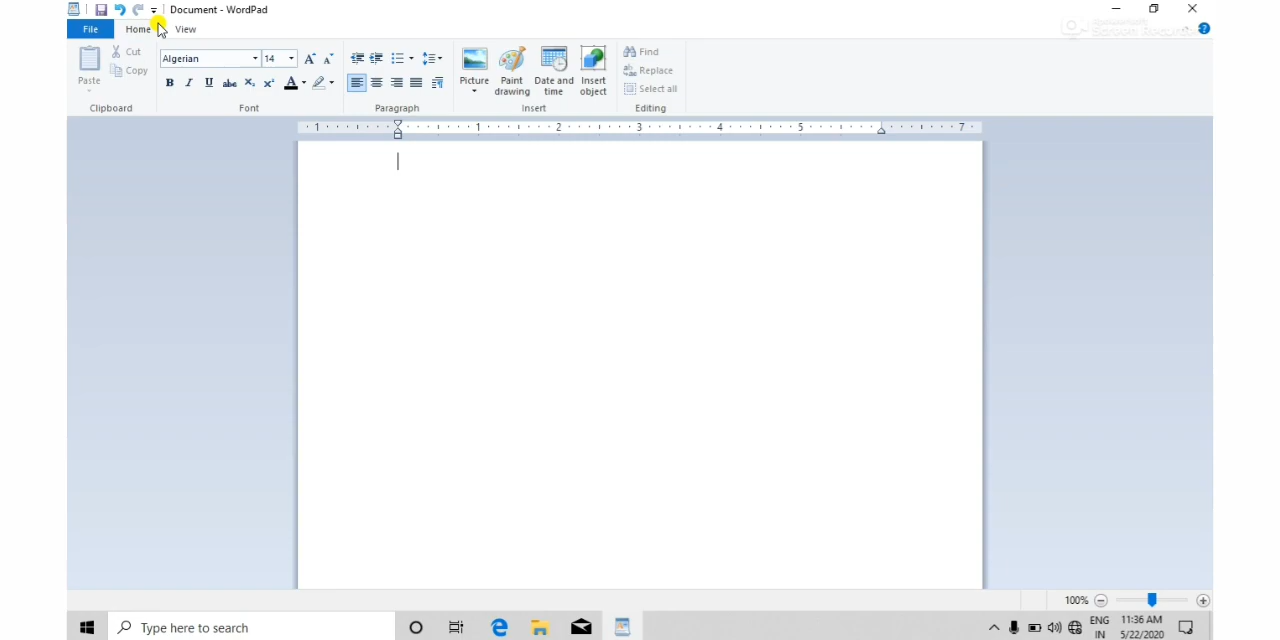 Document - WordPad
File Home View
Cut
Copy
Paste
Clipboard
Algerian 14
B I U abc X₂ X² A
Font
Paragraph
Picture
Paint drawing
Date and time
Insert object
Insert
Find
Replace
Select all
Editing
1 1 2 3 4 5 7
100%
Type here to search
ENG
IN
11:36 AM
5/22/2020